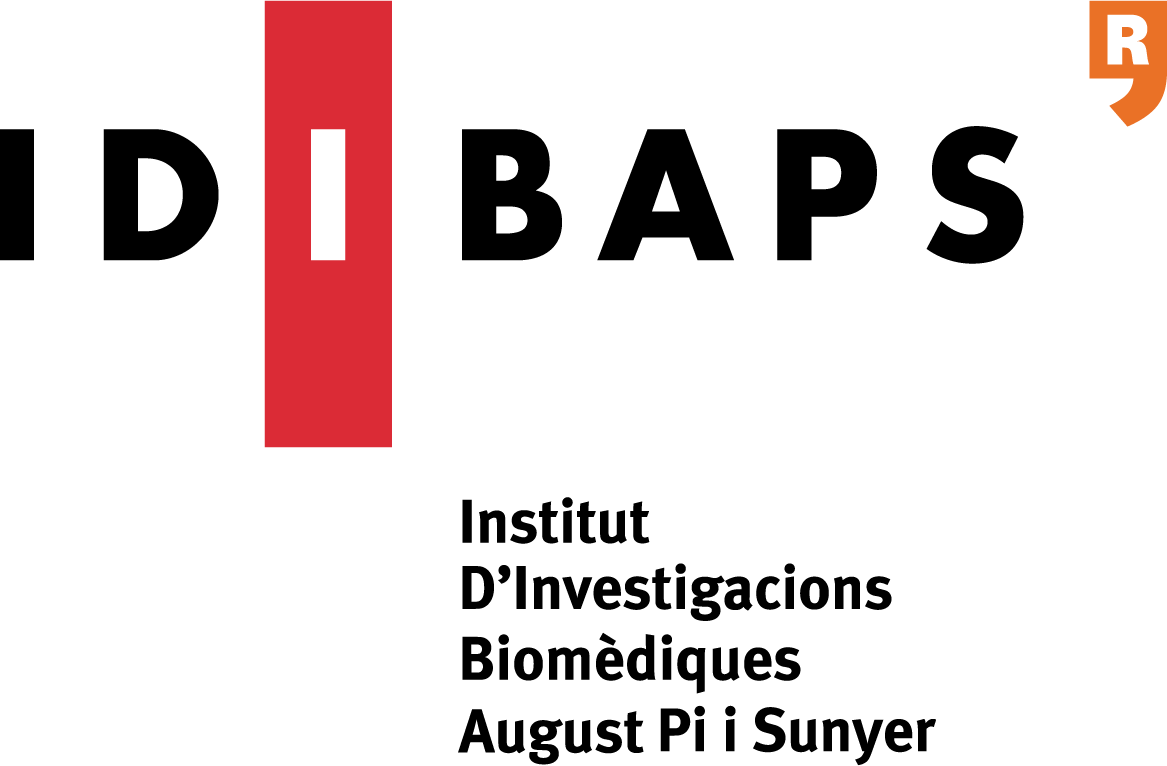 IDIBAPS
R
Institut
D’Investigacions
Biomèdiques
August Pi i Sunyer